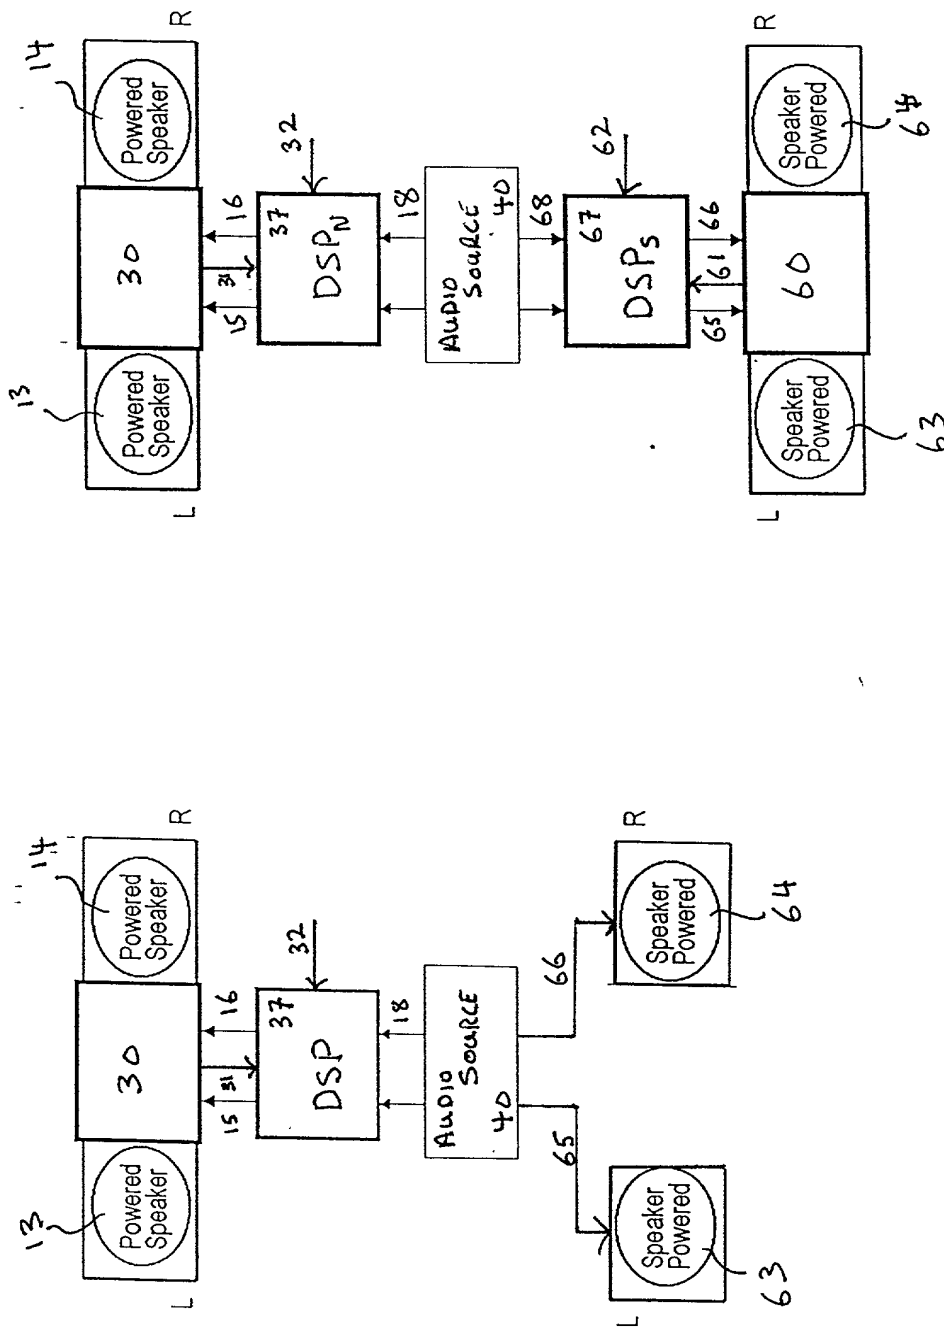 13
14
Powered
Speaker
30
Powered
Speaker
L
R
15
31
16
37
32
DSP
18
AUDIO
SOURCE
40
65
66
L
Speaker
Powered
Speaker
Powered
R
63
64
13
14
Powered
Speaker
30
Powered
Speaker
L
R
15
31
16
37
32
DSPN
18
AUDIO
SOURCE
40
68
67
62
DSPS
65
61
66
L
Speaker
Powered
60
Speaker
Powered
R
63
64